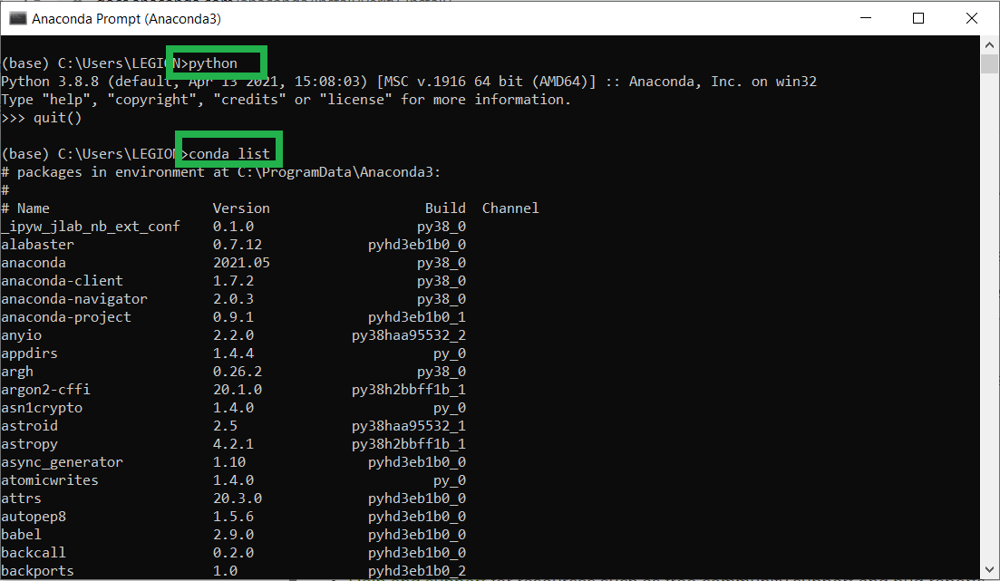 Anaconda Prompt (Anaconda3)
(base) C:\Users\LEGION>python
Python 3.8.8 (default, Apr 13 2021, 15:08:03) [MSC v.1916 64 bit (AMD64)] :: Anaconda, Inc. on win32
Type "help", "copyright", "credits" or "license" for more information.
>>> quit()
(base) C:\Users\LEGION>conda list
# packages in environment at C:\ProgramData\Anaconda3:
#
# Name Version Build Channel
_ipyw_jlab_nb_ext_conf 0.1.0 py38_0
alabaster 0.7.12 pyhd3eb1b0_0
anaconda 2021.05 py38_0
anaconda-client 1.7.2 py38_0
anaconda-navigator 2.0.3 py38_0
anaconda-project 0.9.1 pyhd3eb1b0_1
anyio 2.2.0 py38haa95532_2
appdirs 1.4.4 py_0
argh 0.26.2 py38_0
argon2-cffi 20.1.0 py38h2bbff1b_1
asn1crypto 1.4.0 py_0
astroid 2.5 py38haa95532_1
astropy 4.2.1 py38h2bbff1b_1
async_generator 1.10 pyhd3eb1b0_0
atomicwrites 1.4.0 py_0
attrs 20.3.0 pyhd3eb1b0_0
autopep8 1.5.6 pyhd3eb1b0_0
babel 2.9.0 pyhd3eb1b0_0
backcall 0.2.0 pyhd3eb1b0_0
backports 1.0 pyhd3eb1b0_2